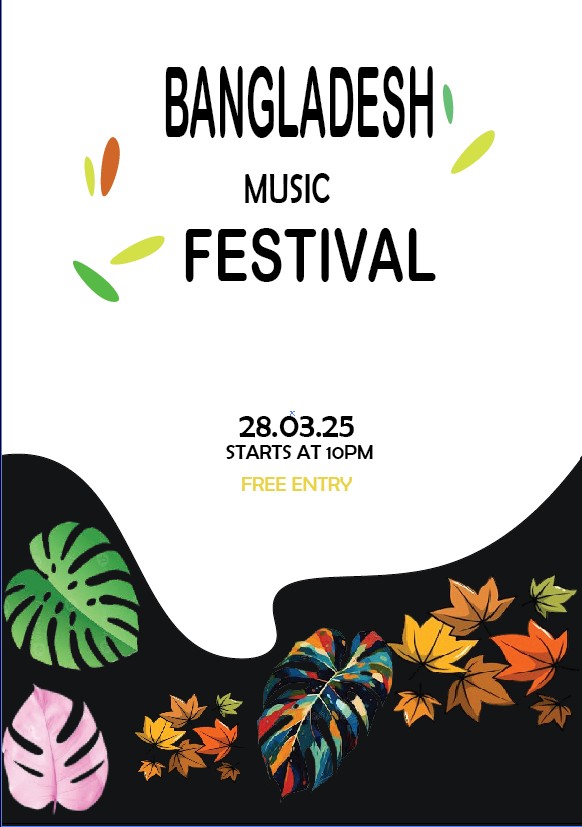 BANGLADESH
MUSIC
FESTIVAL
28.03.25
STARTS AT 10PM
FREE ENTRY